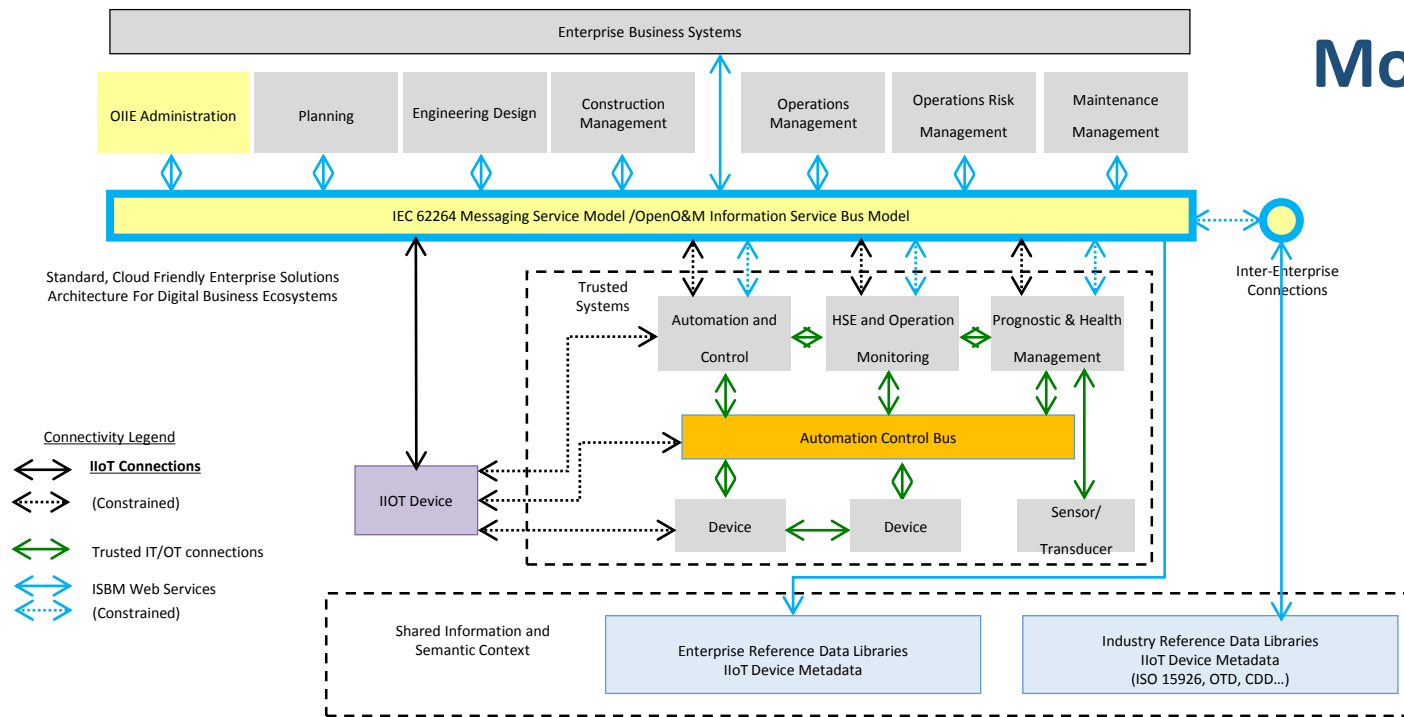 Enterprise Business Systems
Mo
OIIE Administration
Planning
Engineering Design
Construction
Management
Operations
Management
Operations Risk
Management
Maintenance
Management
IEC 62264 Messaging Service Model /OpenO&M Information Service Bus Model
Standard, Cloud Friendly Enterprise Solutions
Architecture For Digital Business Ecosystems
Inter-Enterprise
Connections
Trusted
Systems
Automation and
Control
HSE and Operation
Monitoring
Prognostic & Health
Management
Automation Control Bus
Connectivity Legend
IIoT Connections
(Constrained)
Trusted IT/OT connections
ISBM Web Services
(Constrained)
IIOT Device
Device
Device
Sensor/
Transducer
Shared Information and
Semantic Context
Enterprise Reference Data Libraries
IIoT Device Metadata
Industry Reference Data Libraries
IIoT Device Metadata
(ISO 15926, OTD, CDD...)